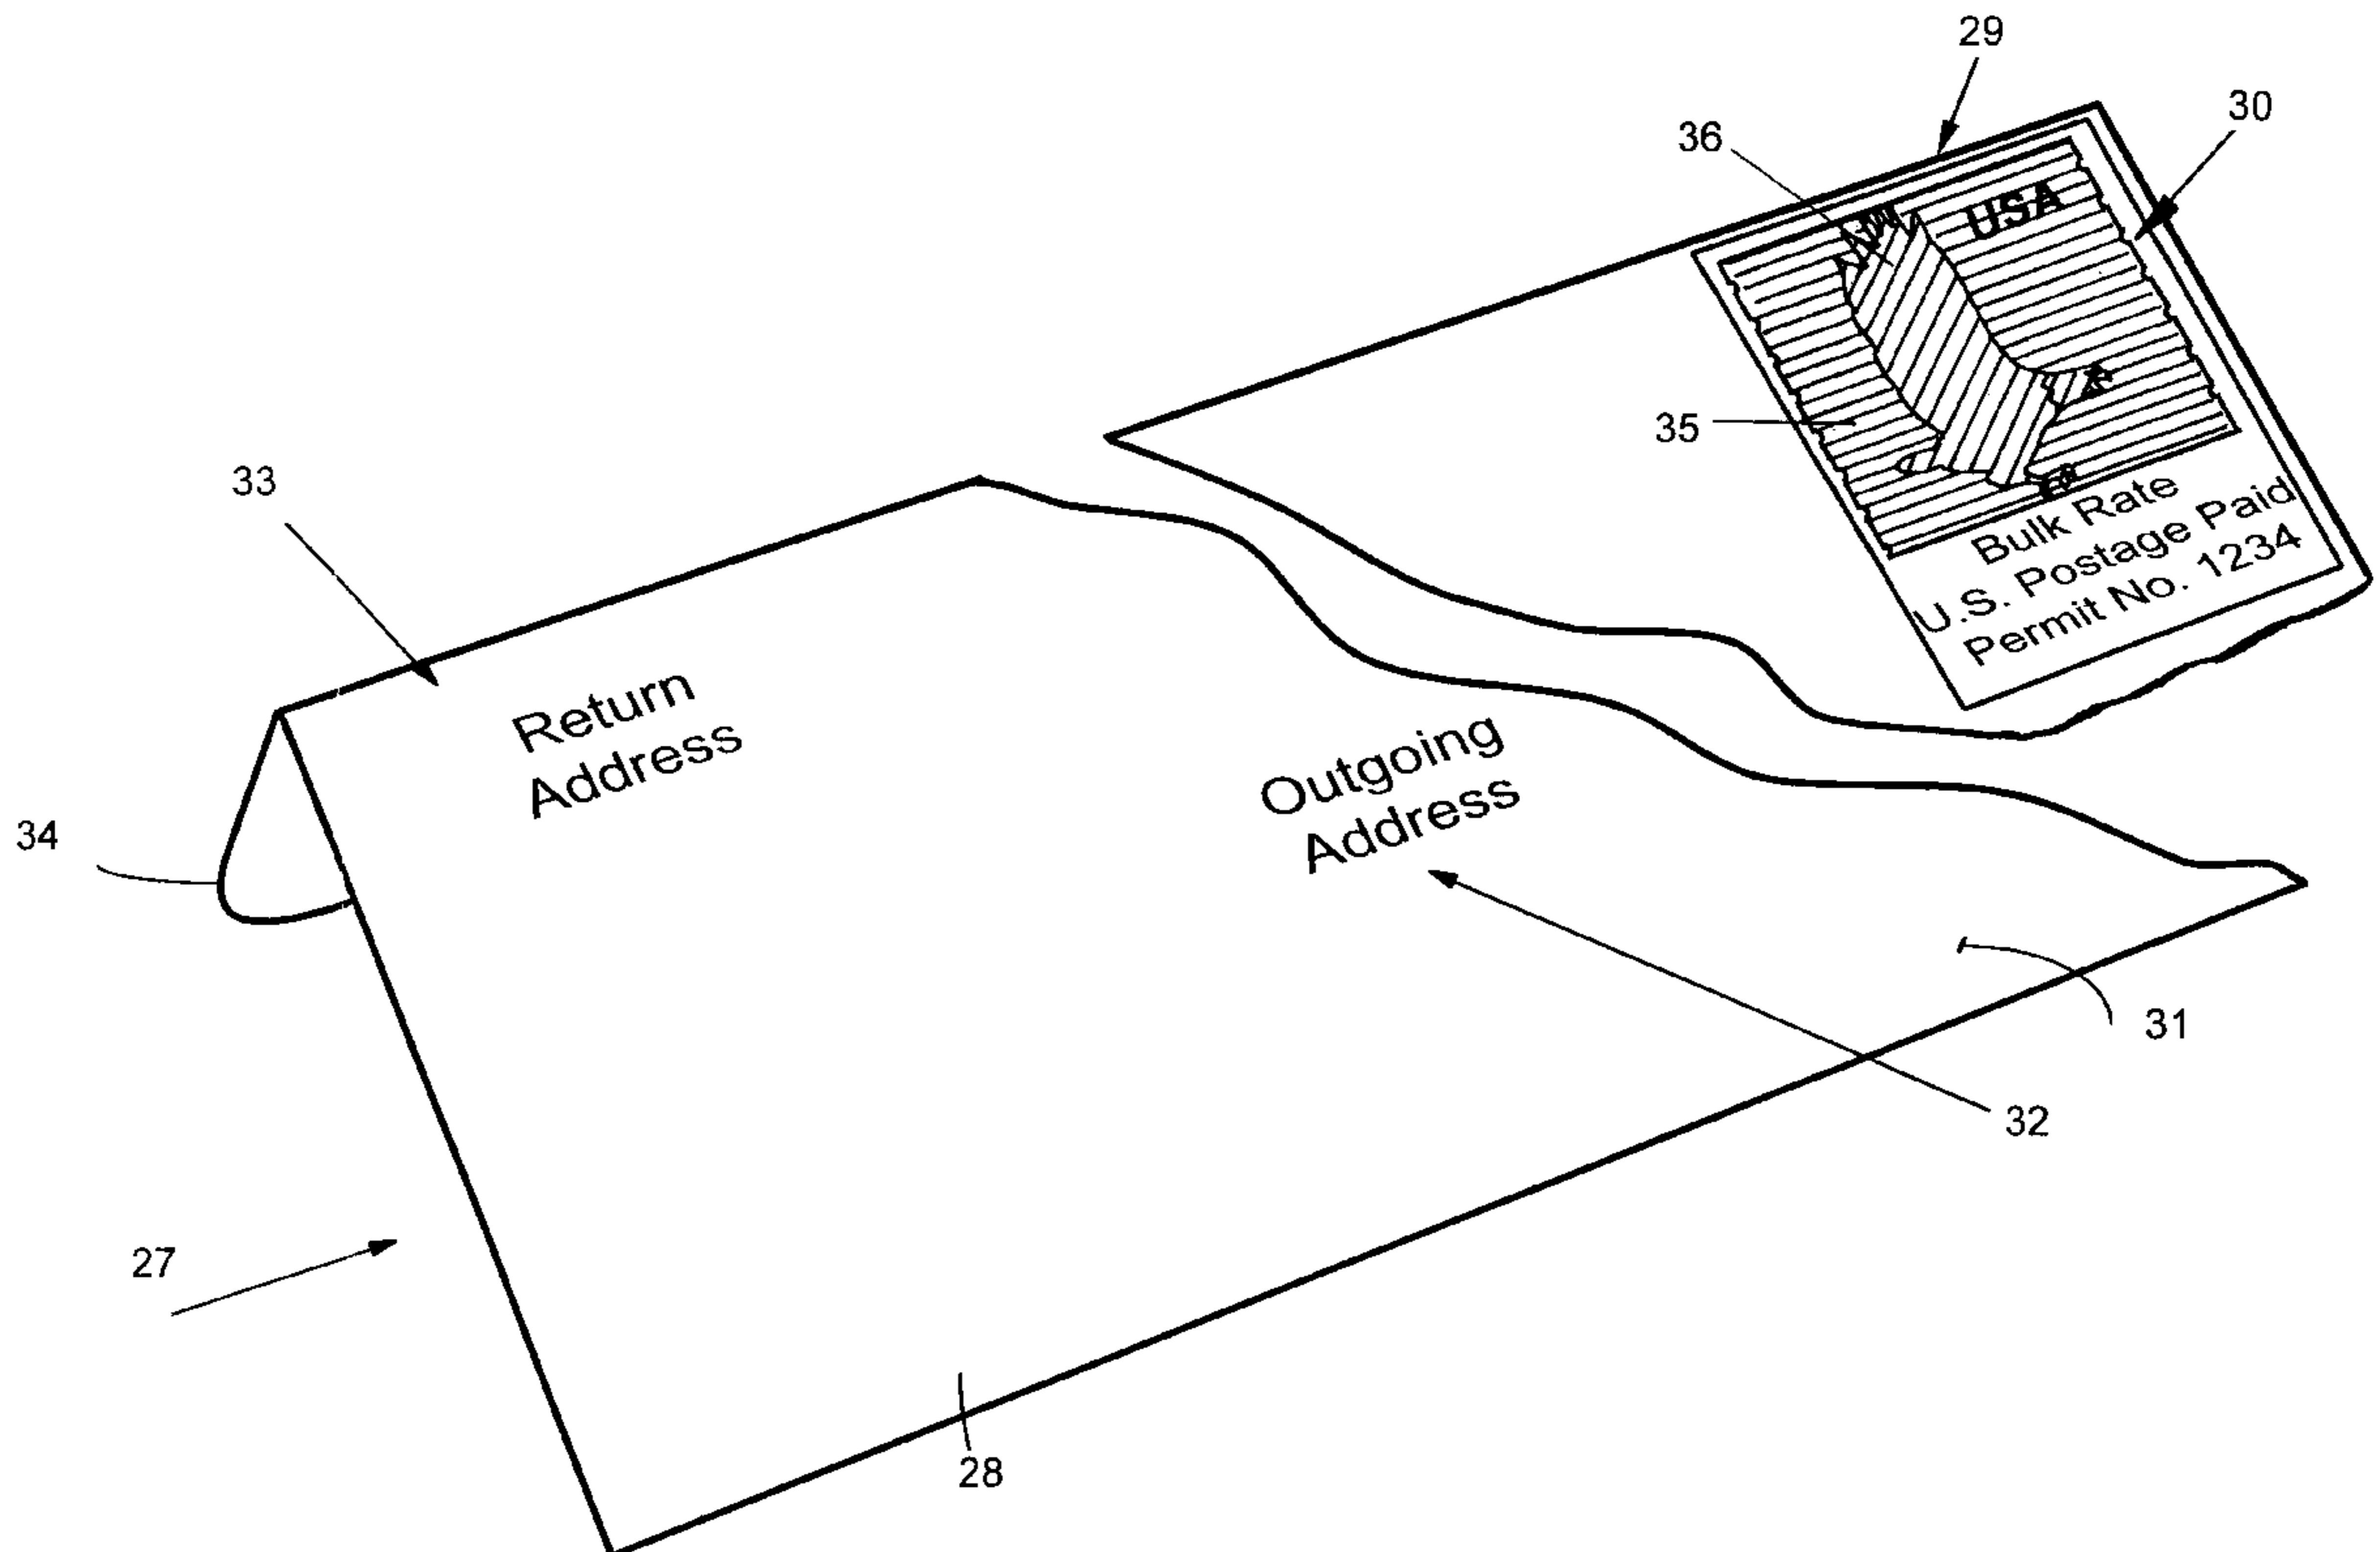 29
30
36
USA
35
Bulk Rate
U.S. Postage Paid
Permit No. 1234
33
Return
Address
Outgoing
Address
34
31
32
27
28